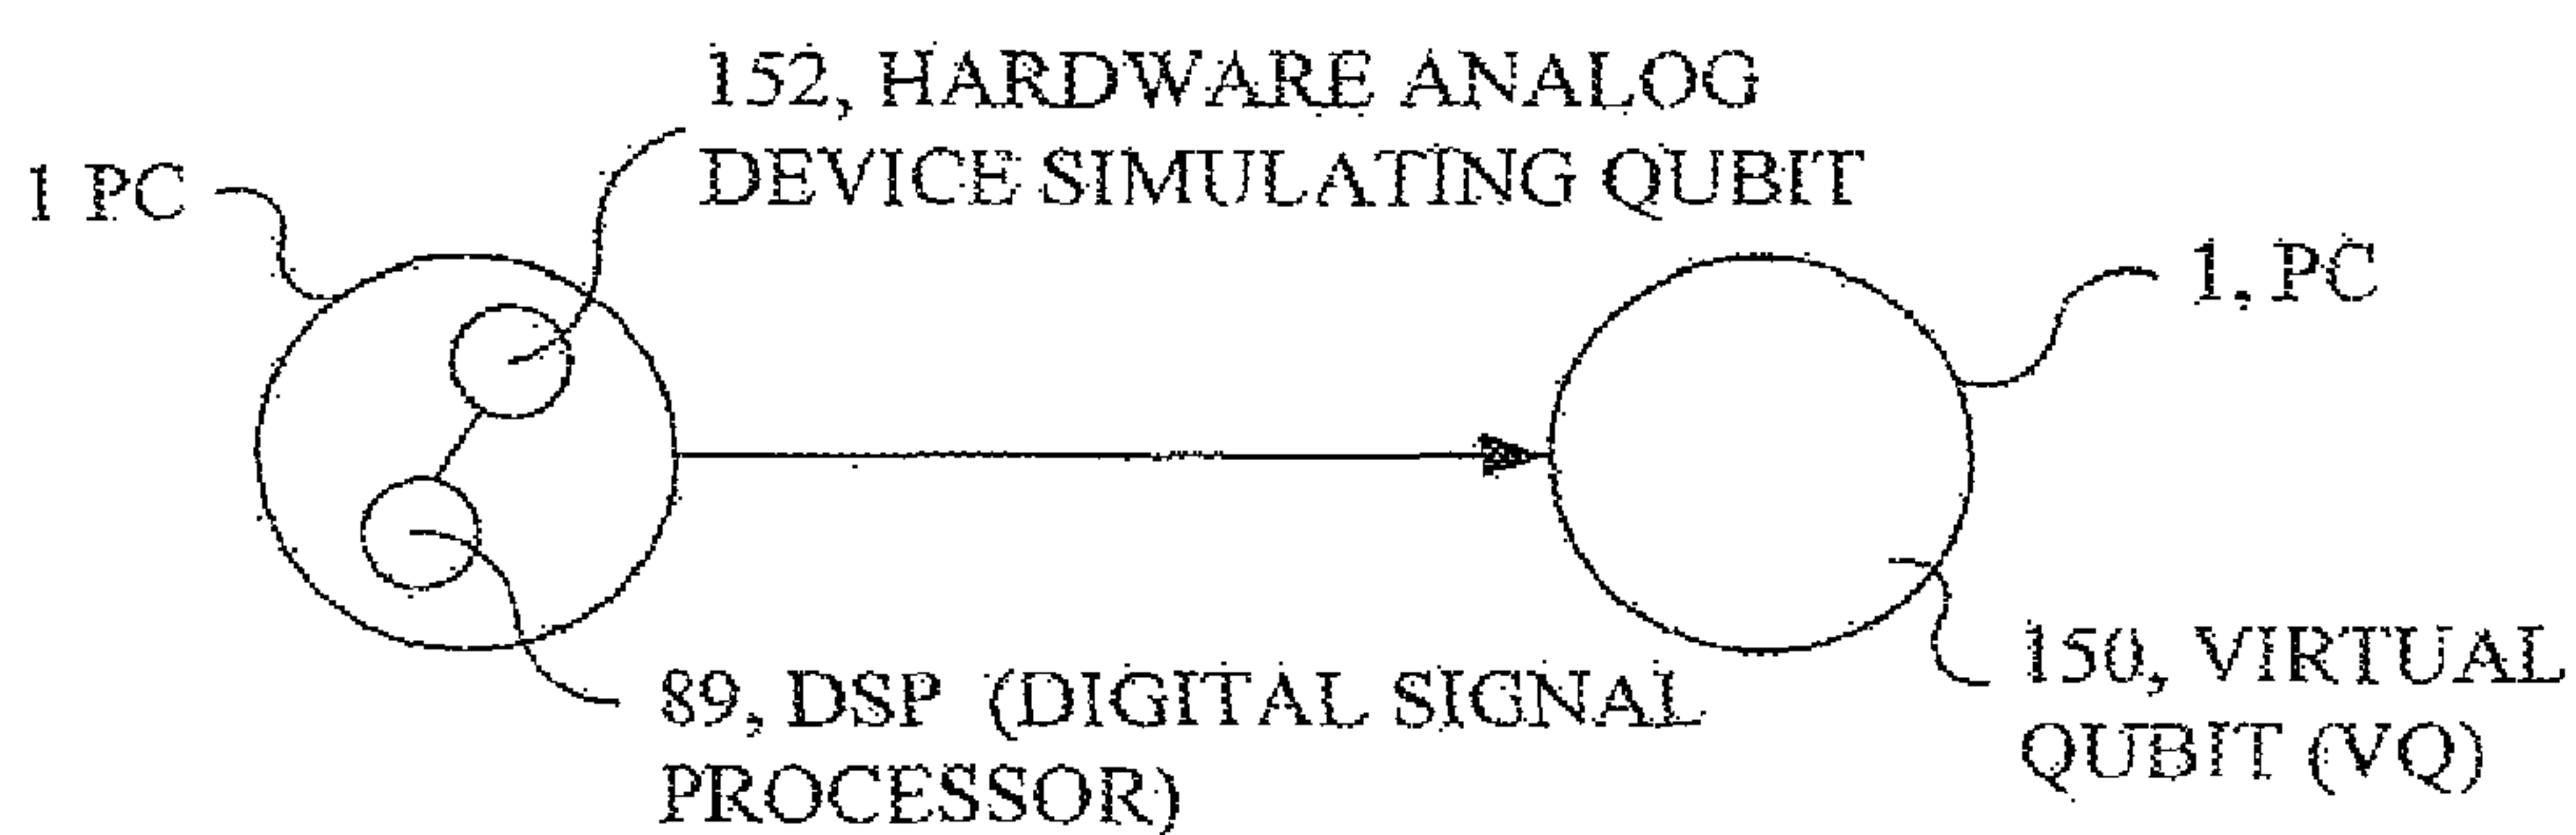 152, HARDWARE ANALOG
DEVICE SIMULATING QUBIT
1 PC
1, PC
89, DSP (DIGITAL SIGNAL
PROCESSOR)
150, VIRTUAL
QUBIT (VQ)